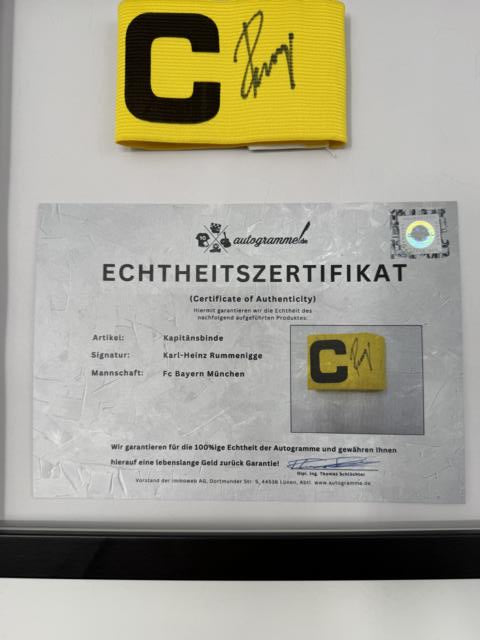 C
autogramme.de
ECHTHEITSZERTIFIKAT
(Certificate of Authenticity)
Hiermit garantieren wir die Echtheit des
nachfolgend aufgeführten Produktes:
Artikel: Kapitänsbinde
Signatur: Karl-Heinz Rummenigge
Mannschaft: Fc Bayern München
C
Wir garantieren für die 100%ige Echtheit der Autogramme und gewähren Ihnen
hierauf eine lebenslange Geld zurück Garantie!
Dipl. Ing. Thomas Schlüchter
Vorstand der immoweb AG, Dortmunder Str. 5, 44536 Lünen, Abtl. www.autogramme.de